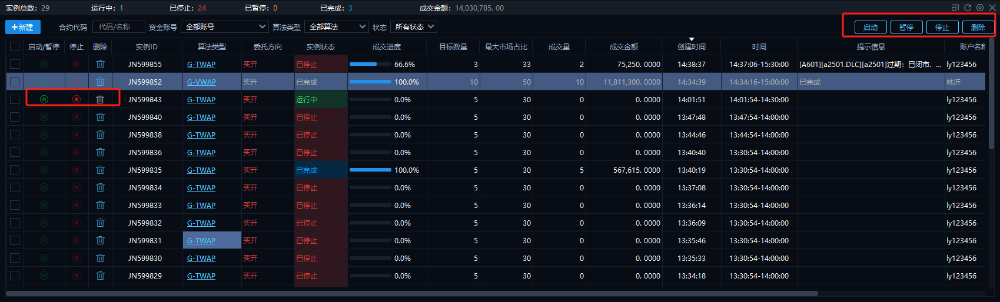 实例总数：29 运行中：1 已停止：24 已暂停：0 已完成：3 成交金额：14,030,785.00
+新建 合约代码 代码/名称 资金账号 全部账号 算法类型 全部算法 状态 所有状态 启动 暂停 停止 删除
启动/暂停 停止 删除 实例ID 算法类型 委托方向 实例状态 成交进度 目标数量 最大市场占比 成交量 成交金额 创建时间 时间 提示信息 账户名称
JN599855 G-TWAP 买开 已停止 66.6% 3 33 2 75,250.0000 14:38:37 14:37:06-15:30:00 [A601][a2501.DLC][a2501]过期：已闭市. ... ly123456
JN599852 G-VWAP 买开 已完成 100.0% 10 50 10 11,811,300.0000 14:34:39 14:34:16-15:00:00 已完成 林沂
JN599843 G-TWAP 买开 运行中 0.0% 5 30 0 0.0000 14:01:51 14:01:54-14:30:00 ly123456
JN599840 G-TWAP 买开 已停止 0.0% 5 30 0 0.0000 13:47:48 13:47:54-14:00:00 ly123456
JN599838 G-TWAP 买开 已停止 0.0% 5 30 0 0.0000 13:44:46 13:44:54-14:00:00 ly123456
JN599836 G-TWAP 买开 已停止 0.0% 5 30 0 0.0000 13:40:40 13:30:54-14:00:00 ly123456
JN599835 G-TWAP 买开 已完成 100.0% 5 30 5 567,615.0000 13:40:19 13:30:54-14:00:00 ly123456
JN599834 G-TWAP 买开 已停止 0.0% 5 30 0 0.0000 13:37:08 13:30:54-14:00:00 ly123456
JN599833 G-TWAP 买开 已停止 0.0% 5 30 0 0.0000 13:36:14 13:30:54-14:00:00 ly123456
JN599832 G-TWAP 买开 已停止 0.0% 5 30 0 0.0000 13:36:09 13:30:54-14:00:00 ly123456
JN599831 G-TWAP 买开 已停止 0.0% 5 30 0 0.0000 13:35:46 13:30:54-14:00:00 ly123456
JN599830 G-TWAP 买开 已停止 0.0% 5 30 0 0.0000 13:35:33 13:30:54-14:00:00 ly123456
JN599829 G-TWAP 买开 已停止 0.0% 5 30 0 0.0000 13:34:18 13:30:54-14:00:00 ly123456